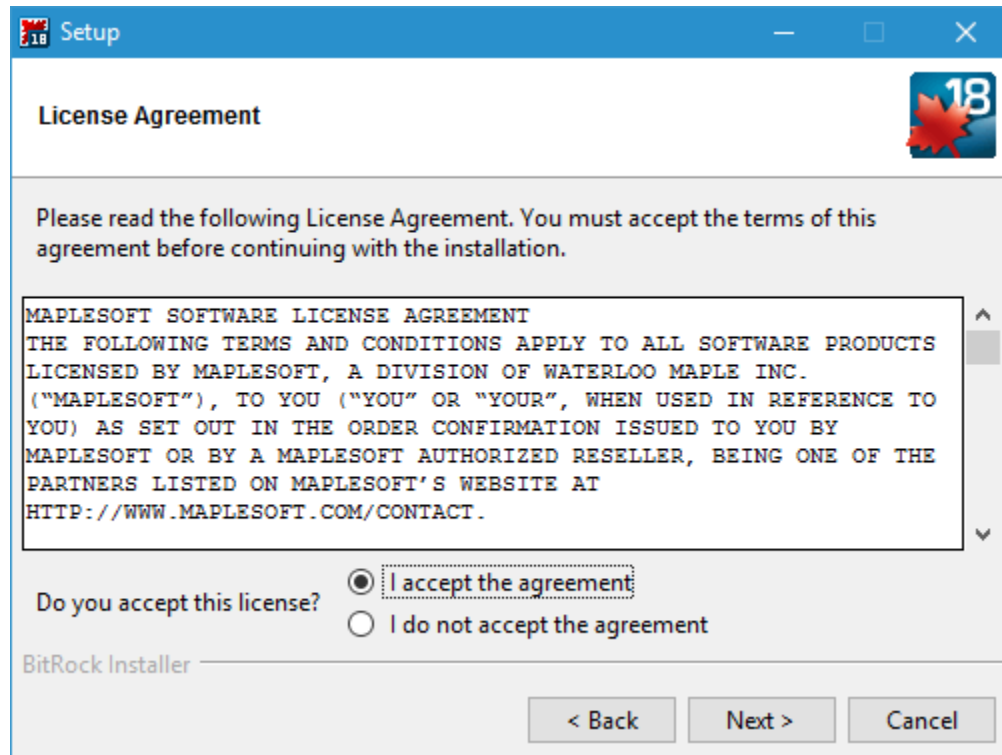 18 Setup
License Agreement
18
Please read the following License Agreement. You must accept the terms of this
agreement before continuing with the installation.
MAPLESOFT SOFTWARE LICENSE AGREEMENT
THE FOLLOWING TERMS AND CONDITIONS APPLY TO ALL SOFTWARE PRODUCTS
LICENSED BY MAPLESOFT, A DIVISION OF WATERLOO MAPLE INC.
(“MAPLESOFT”), TO YOU (“YOU” OR “YOUR”, WHEN USED IN REFERENCE TO
YOU) AS SET OUT IN THE ORDER CONFIRMATION ISSUED TO YOU BY
MAPLESOFT OR BY A MAPLESOFT AUTHORIZED RESELLER, BEING ONE OF THE
PARTNERS LISTED ON MAPLESOFT’S WEBSITE AT
HTTP://WWW.MAPLESOFT.COM/CONTACT.
Do you accept this license?
I accept the agreement
I do not accept the agreement
BitRock Installer
< Back Next > Cancel